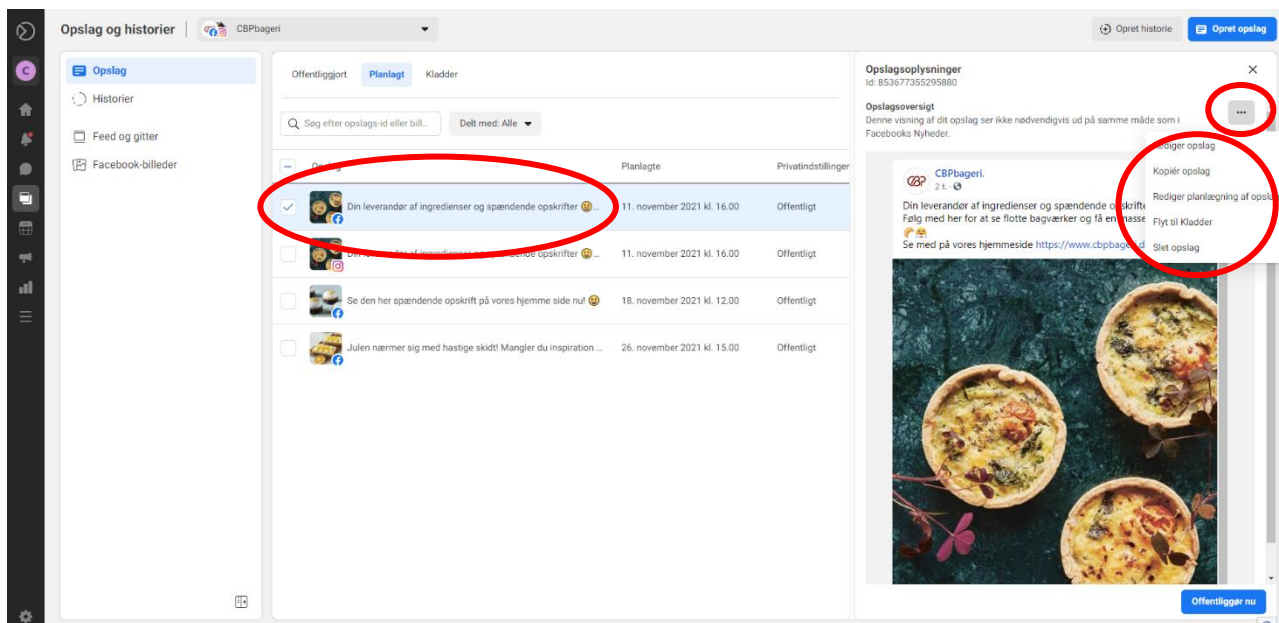 Opslag og historier
CBPbageri
Opret historie
Opret opslag
C
Opslag
Historier
Feed og gitter
Facebook-billeder
Offentliggjort Planlagt Kladder
Søg efter opslags-id eller bill...
Delt med: Alle
Opslag Planlagte Privatindstillinger
Din leverandør af ingredienser og spændende opskrifter 😃... 11. november 2021 kl. 16.00 Offentligt
Din leverandør af ingredienser og spændende opskrifter 😃... 11. november 2021 kl. 16.00 Offentligt
Se den her spændende opskrift på vores hjemme side nu! 😃 18. november 2021 kl. 12.00 Offentligt
Julen nærmer sig med hastige skidt! Mangler du inspiration ... 26. november 2021 kl. 15.00 Offentligt
Opslagsoplysninger
Id: 853677355295880
Opslagsoversigt
Denne visning af dit opslag ser ikke nødvendigvis ud på samme måde som i
Facebooks Nyheder.
Rediger opslag
Kopiér opslag
Rediger planlægning af opsla
Flyt til Kladder
Slet opslag
CBP
CBPbageri.
2 t.
Din leverandør af ingredienser og spændende opskrifte
Følg med her for at se flotte bagværker og få en masse
Se med på vores hjemmeside https://www.cbpbageri.d
Offentliggør nu